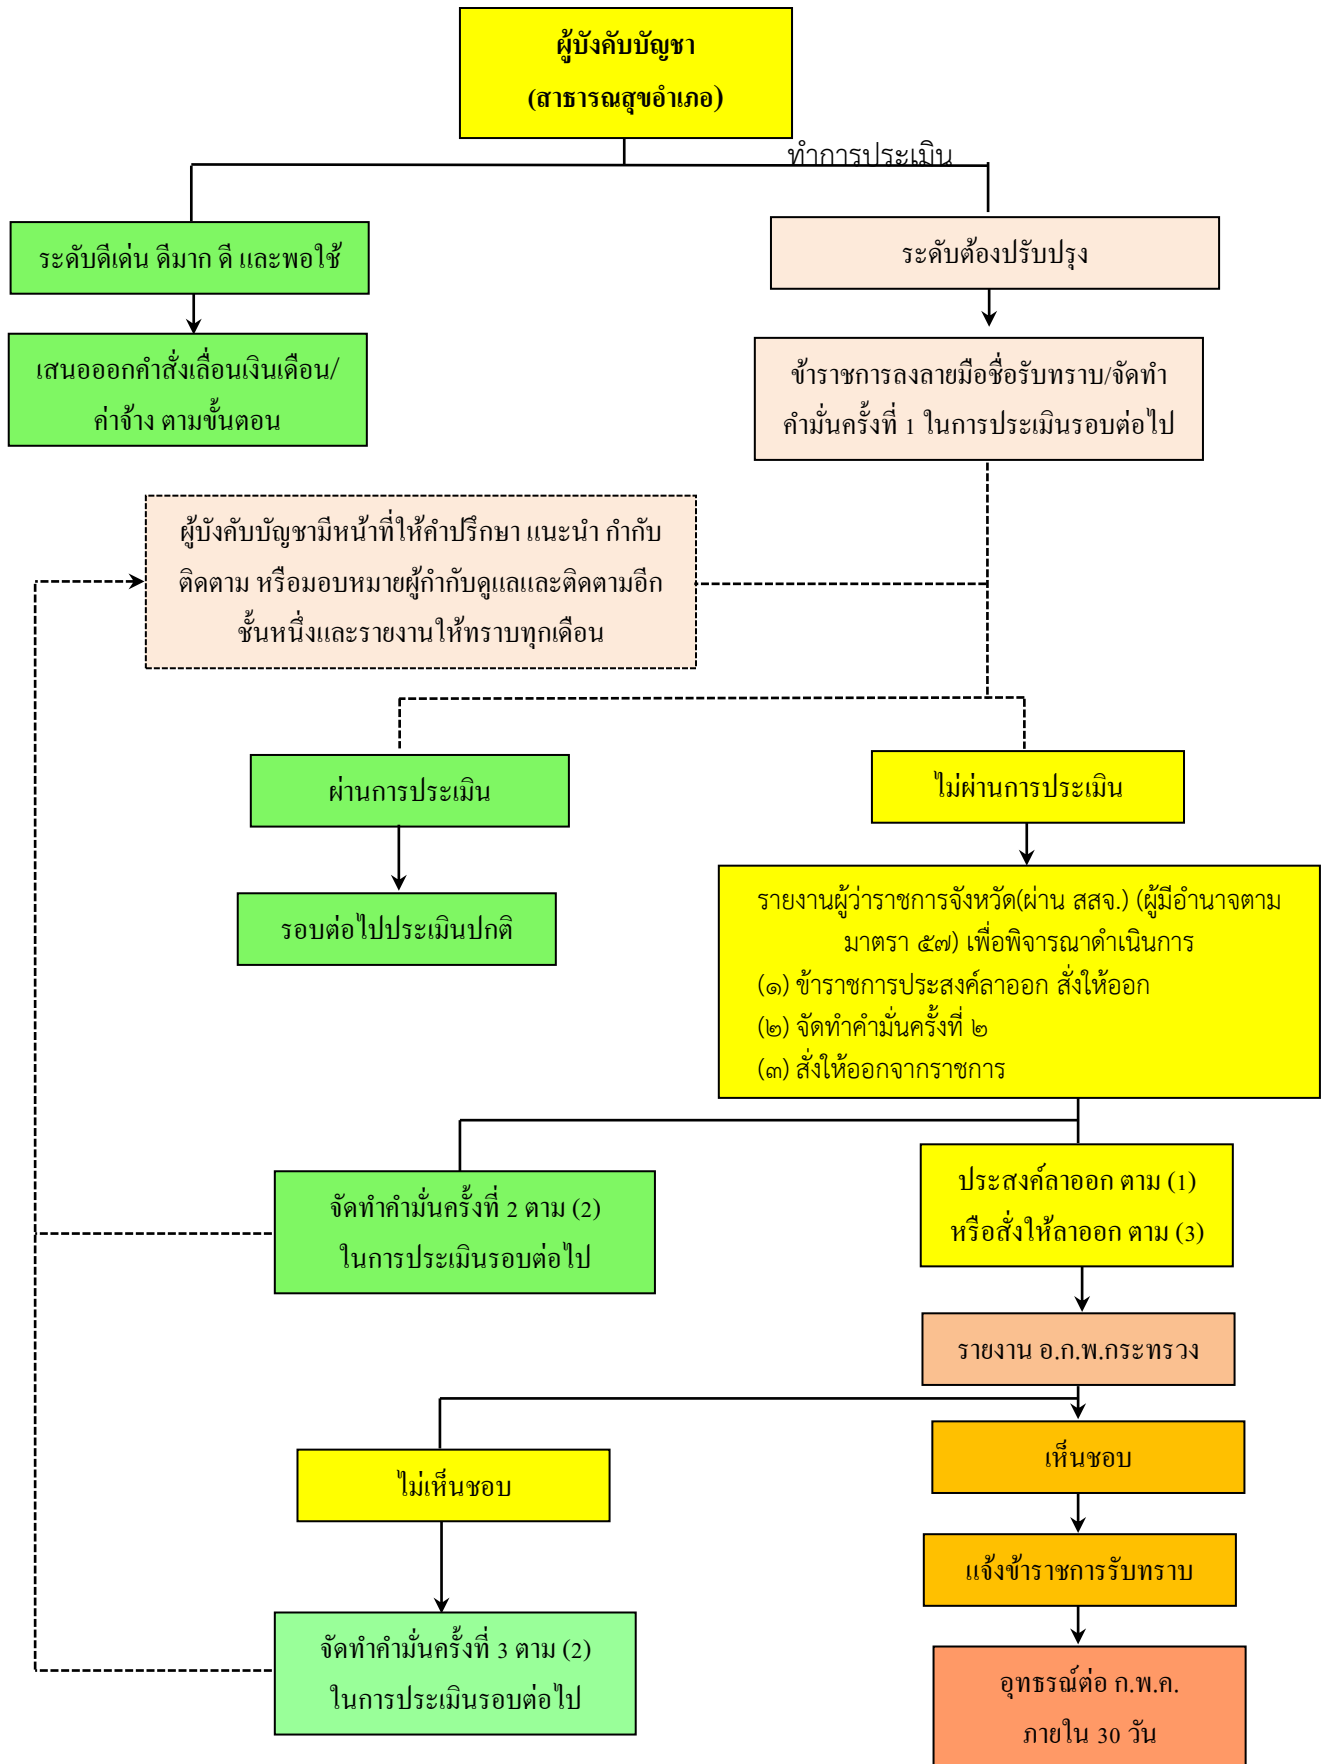 ผู้บังคับบัญชา
(สาธารณสุขอำเภอ)
ทำการประเมิน
ระดับดีเด่น ดีมาก ดี และพอใช้
ระดับต้องปรับปรุง
เสนอออกคำสั่งเลื่อนเงินเดือน/
ค่าจ้าง ตามขั้นตอน
ข้าราชการลงลายมือชื่อรับทราบ/จัดทำ
คำมั่นครั้งที่ 1 ในการประเมินรอบต่อไป
ผู้บังคับบัญชามีหน้าที่ให้คำปรึกษา แนะนำ กำกับ
ติดตาม หรือมอบหมายผู้กำกับดูแลและติดตามอีก
ชั้นหนึ่งและรายงานให้ทราบทุกเดือน
ผ่านการประเมิน
ไม่ผ่านการประเมิน
รอบต่อไปประเมินปกติ
รายงานผู้ว่าราชการจังหวัด(ผ่าน สสจ.) (ผู้มีอำนาจตาม
มาตรา ๕๗) เพื่อพิจารณาดำเนินการ
(๑) ข้าราชการประสงค์ลาออก สั่งให้ออก
(๒) จัดทำคำมั่นครั้งที่ ๒
(๓) สั่งให้ออกจากราชการ
จัดทำคำมั่นครั้งที่ 2 ตาม (2)
ในการประเมินรอบต่อไป
ประสงค์ลาออก ตาม (1)
หรือสั่งให้ลาออก ตาม (3)
รายงาน อ.ก.พ.กระทรวง
ไม่เห็นชอบ
เห็นชอบ
แจ้งข้าราชการรับทราบ
จัดทำคำมั่นครั้งที่ 3 ตาม (2)
ในการประเมินรอบต่อไป
อุทธรณ์ต่อ ก.พ.ค.
ภายใน 30 วัน